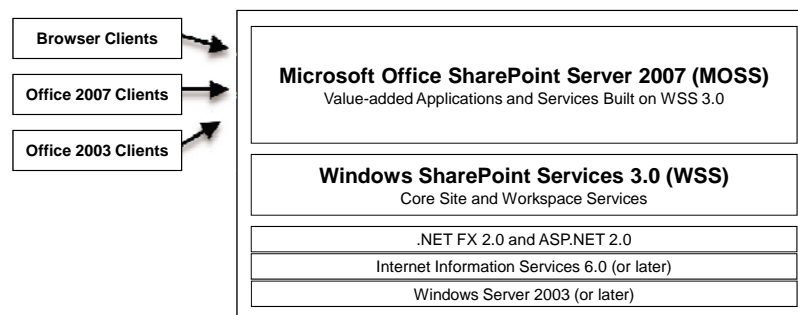 Browser Clients
Office 2007 Clients
Office 2003 Clients
Microsoft Office SharePoint Server 2007 (MOSS)
Value-added Applications and Services Built on WSS 3.0
Windows SharePoint Services 3.0 (WSS)
Core Site and Workspace Services
.NET FX 2.0 and ASP.NET 2.0
Internet Information Services 6.0 (or later)
Windows Server 2003 (or later)